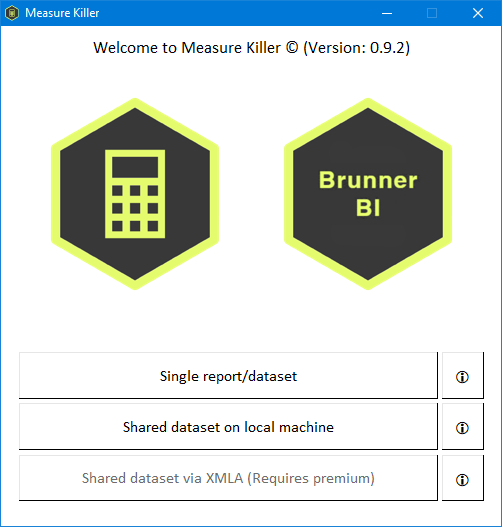 Measure Killer
Welcome to Measure Killer © (Version: 0.9.2)
Brunner
BI
Single report/dataset
Shared dataset on local machine
Shared dataset via XMLA (Requires premium)